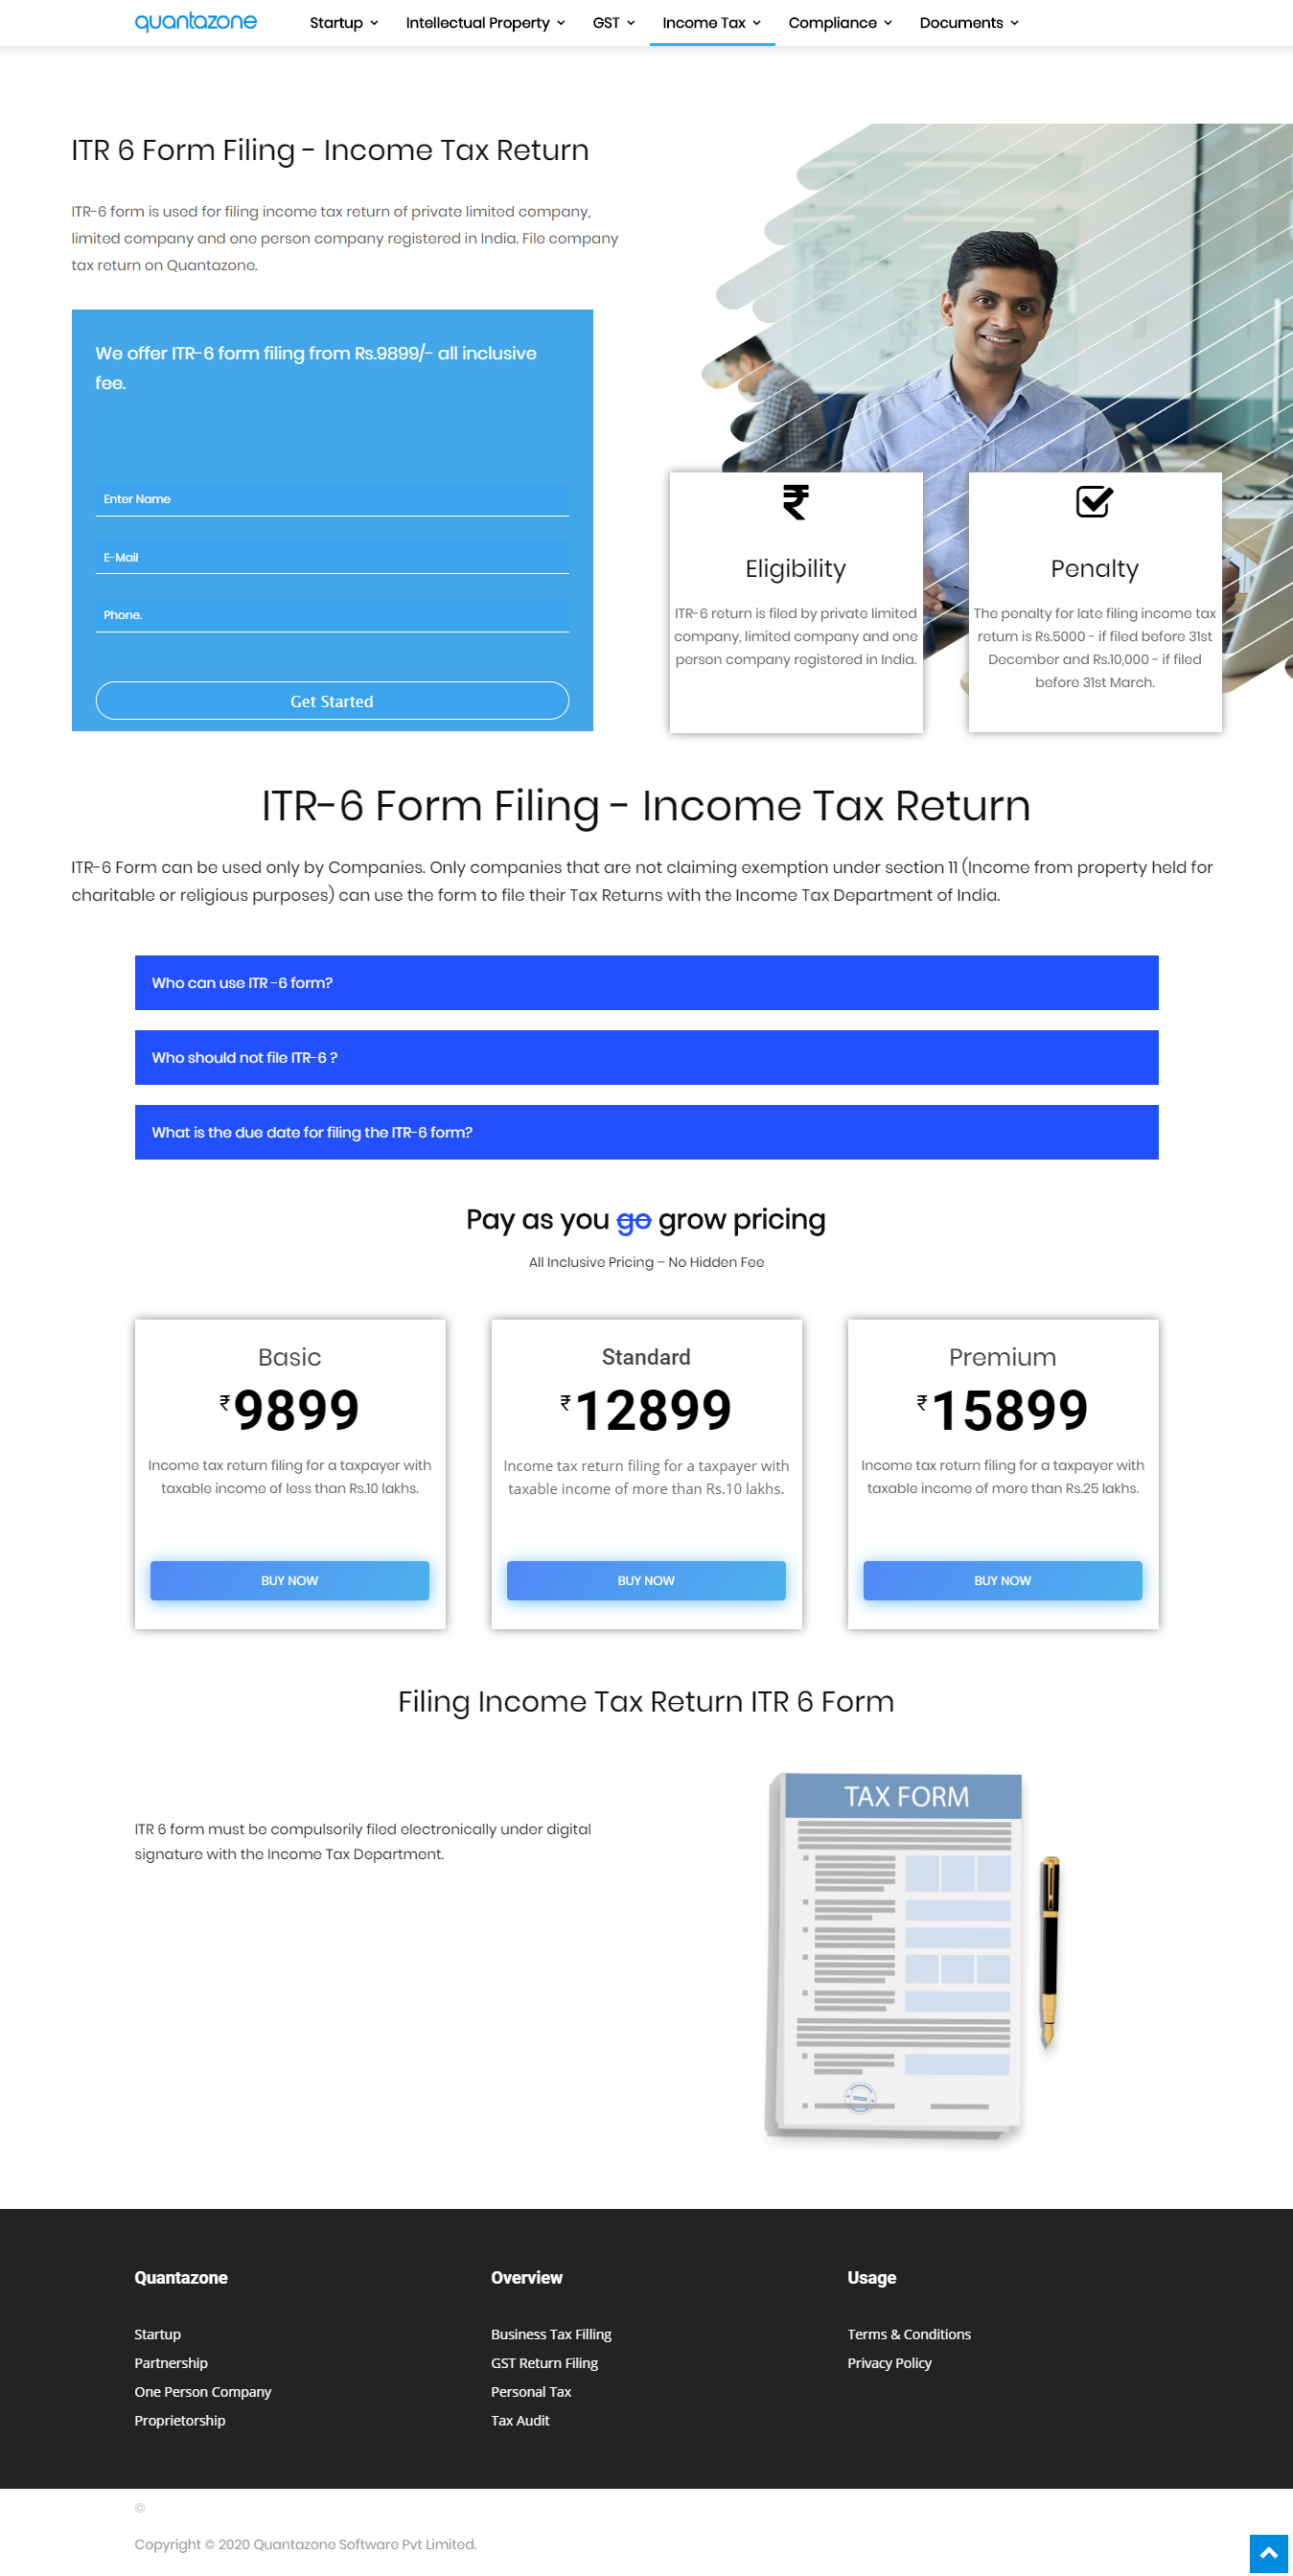 quantazone
Startup
Intellectual Property
GST
Income Tax
Compliance
Documents
ITR 6 Form Filing - Income Tax Return
ITR-6 form is used for filing income tax return of private limited company,
limited company and one person company registered in India. File company
tax return on Quantazone.
We offer ITR-6 form filing from Rs.9899/- all inclusive
fee.
Enter Name
E-Mail
Phone.
Get Started
Eligibility
ITR-6 return is filed by private limited
company, limited company and one
person company registered in India.
Penalty
The penalty for late filing income tax
return is Rs.5000 - if filed before 31st
December and Rs.10,000 - if filed
before 31st March.
ITR-6 Form Filing - Income Tax Return
ITR-6 Form can be used only by Companies. Only companies that are not claiming exemption under section 11 (Income from property held for
charitable or religious purposes) can use the form to file their Tax Returns with the Income Tax Department of India.
Who can use ITR -6 form?
Who should not file ITR-6 ?
What is the due date for filing the ITR-6 form?
Pay as you go grow pricing
All Inclusive Pricing – No Hidden Fee
Basic
₹9899
Income tax return filing for a taxpayer with
taxable income of less than Rs.10 lakhs.
BUY NOW
Standard
₹12899
Income tax return filing for a taxpayer with
taxable income of more than Rs.10 lakhs.
BUY NOW
Premium
₹15899
Income tax return filing for a taxpayer with
taxable income of more than Rs.25 lakhs.
BUY NOW
Filing Income Tax Return ITR 6 Form
ITR 6 form must be compulsorily filed electronically under digital
signature with the Income Tax Department.
TAX FORM
Quantazone
Startup
Partnership
One Person Company
Proprietorship
Overview
Business Tax Filling
GST Return Filing
Personal Tax
Tax Audit
Usage
Terms & Conditions
Privacy Policy
©
Copyright © 2020 Quantazone Software Pvt Limited.